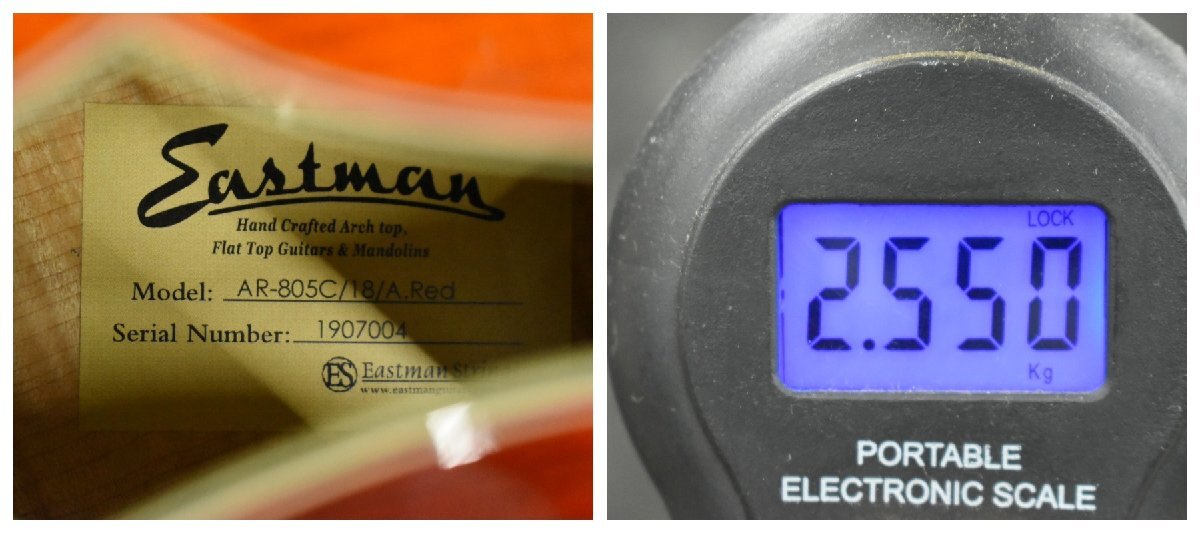 Eastman
Hand Crafted Arch top,
Flat Top Guitars & Mandolins
Model: AR-805C/18/A.Red
Serial Number: 1907004
ES Eastman
LOCK
2.550
Kg
PORTABLE
ELECTRONIC SCALE